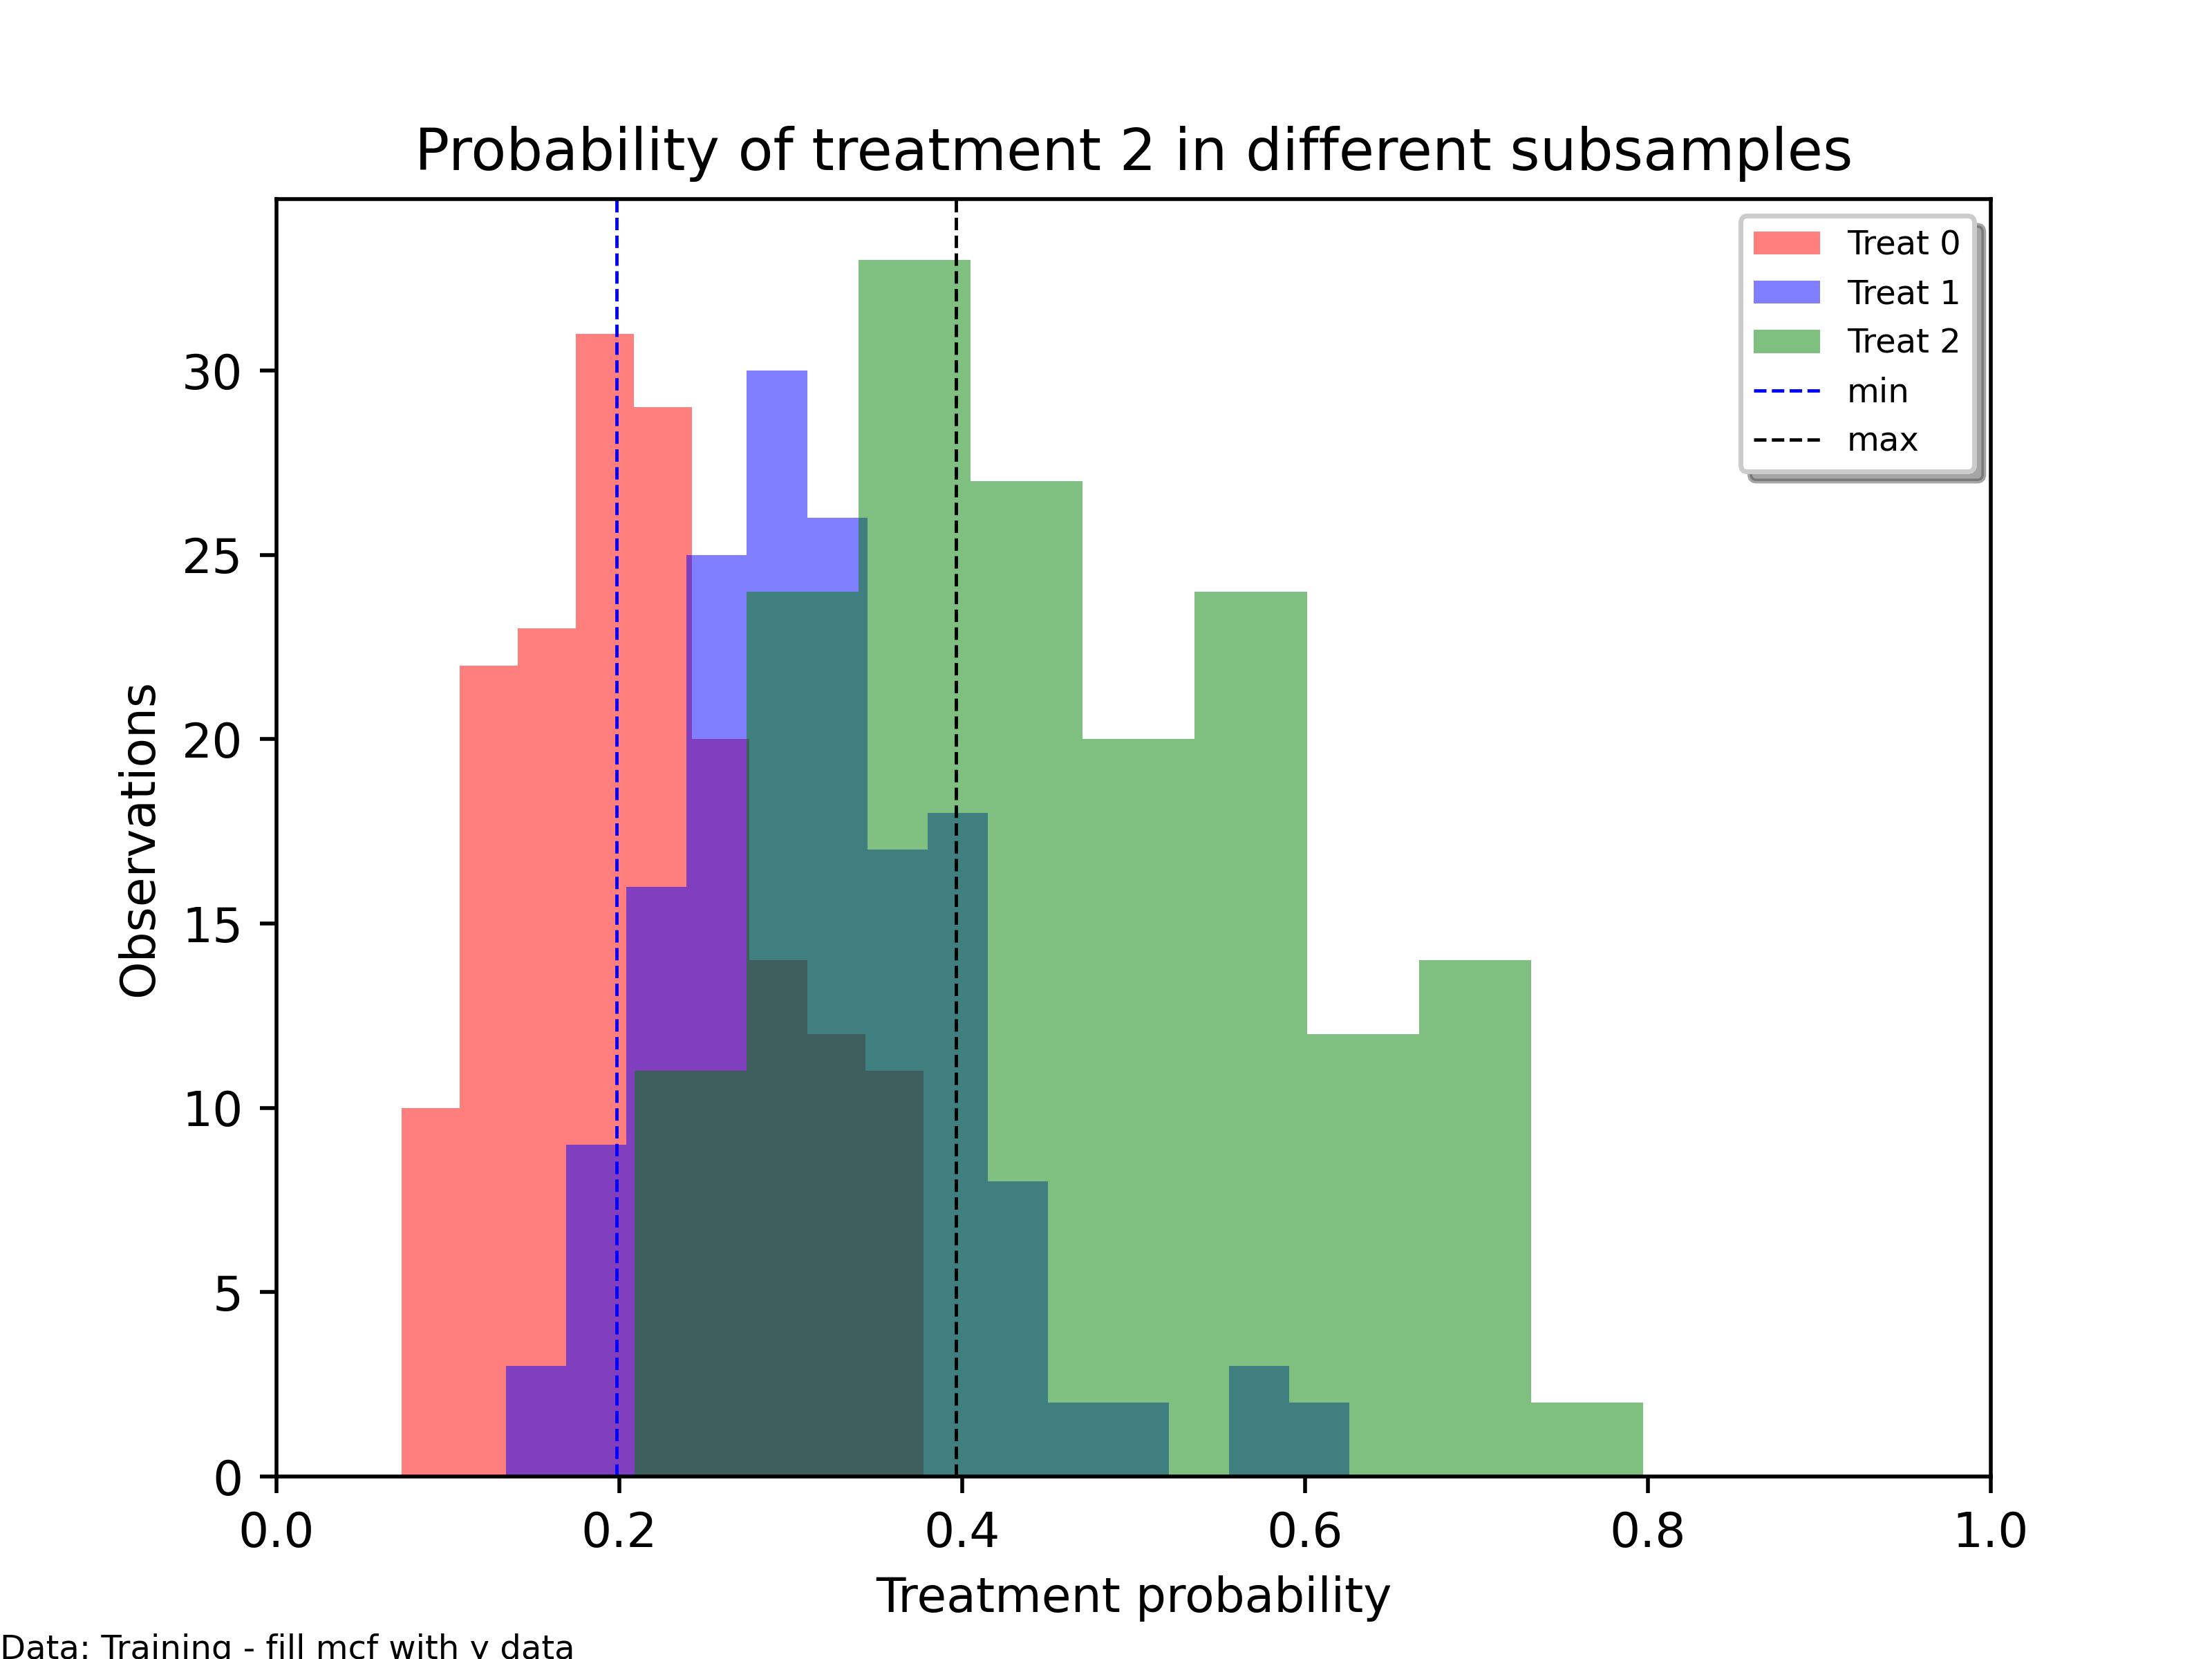 Probability of treatment 2 in different subsamples
Treat 0
Treat 1
Treat 2
min
max
Observations
30
25
20
15
10
5
0
0.0 0.2 0.4 0.6 0.8 1.0
Treatment probability
Data: Training - fill mcf with y data